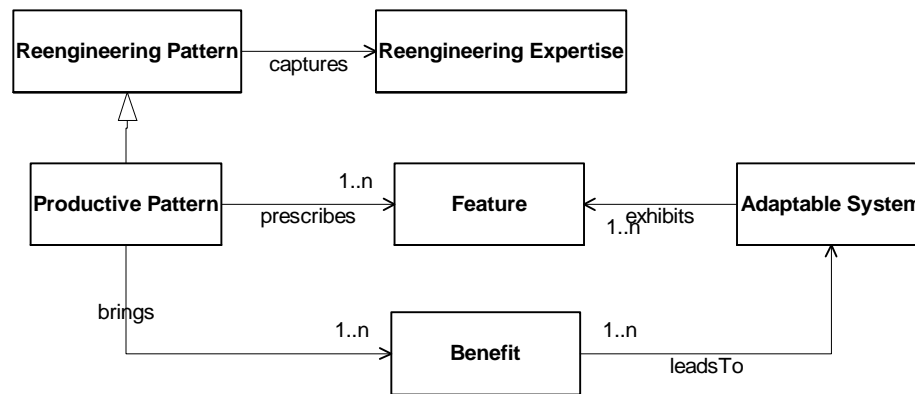 Reengineering Pattern
captures
Reengineering Expertise
Productive Pattern
1..n
prescribes
Feature
exhibits
1..n
Adaptable System
brings
1..n
Benefit
1..n
leadsTo